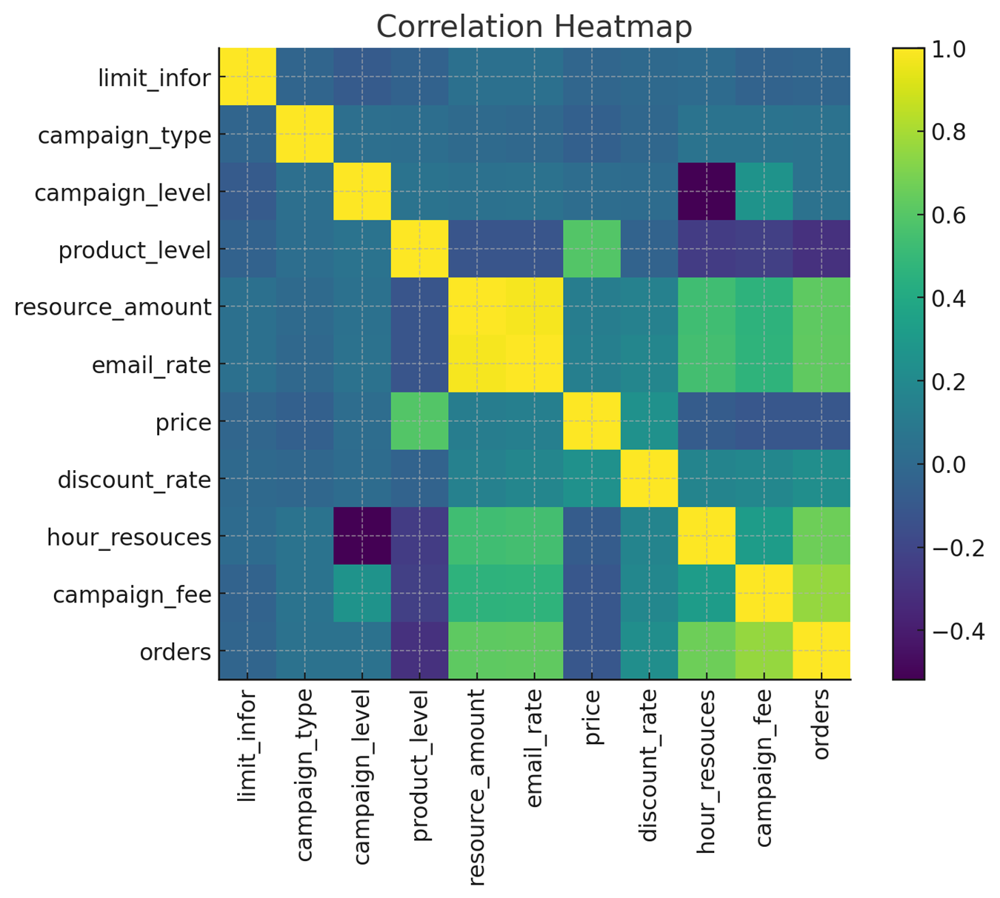 Correlation Heatmap
limit_infor
campaign_type
campaign_level
product_level
resource_amount
email_rate
price
discount_rate
hour_resouces
campaign_fee
orders
limit_infor
campaign_type
campaign_level
product_level
resource_amount
email_rate
price
discount_rate
hour_resouces
campaign_fee
orders
1.0
0.8
0.6
0.4
0.2
0.0
−0.2
−0.4